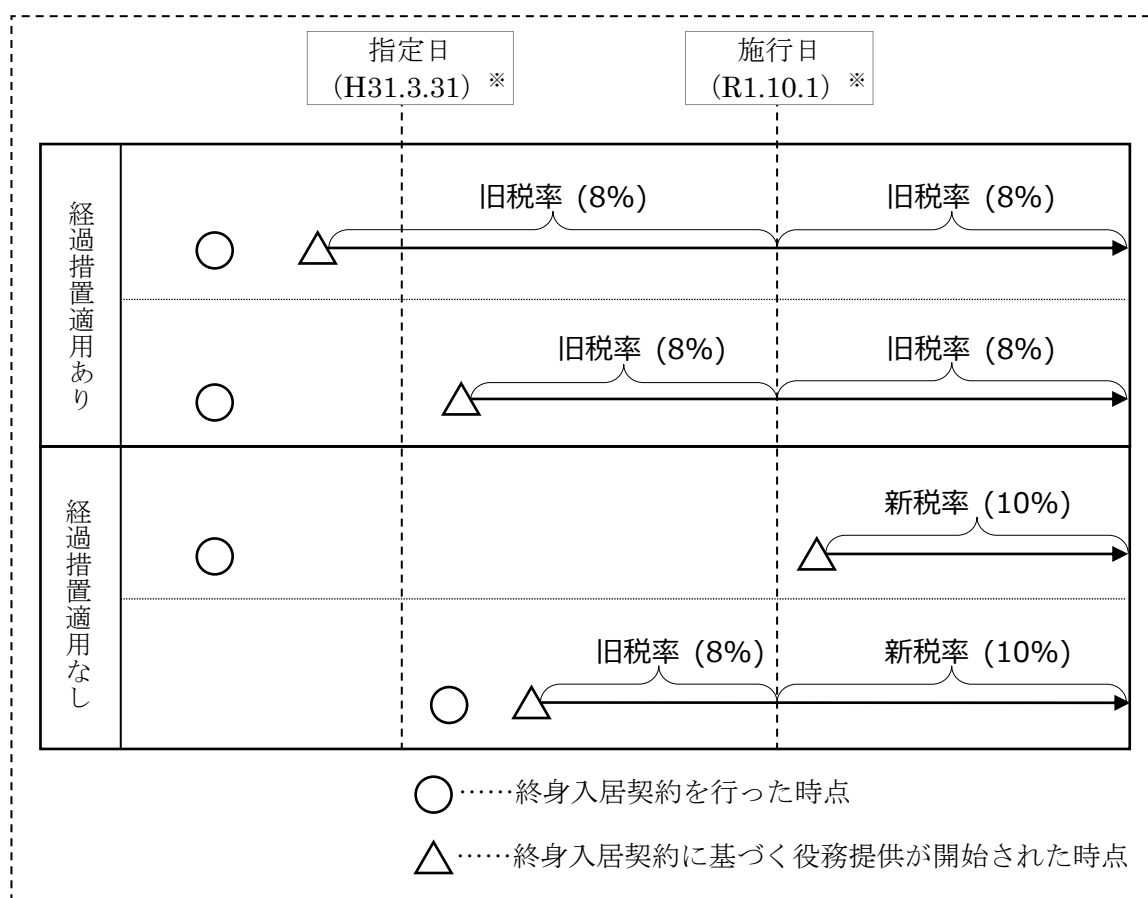 指定日
（H31.3.31）※
施行日
（R1.10.1）※
経過措置適用あり
旧税率 (8%)
旧税率 (8%)
旧税率 (8%)
旧税率 (8%)
経過措置適用なし
新税率 (10%)
旧税率 (8%)
新税率 (10%)
○……終身入居契約を行った時点
△……終身入居契約に基づく役務提供が開始された時点